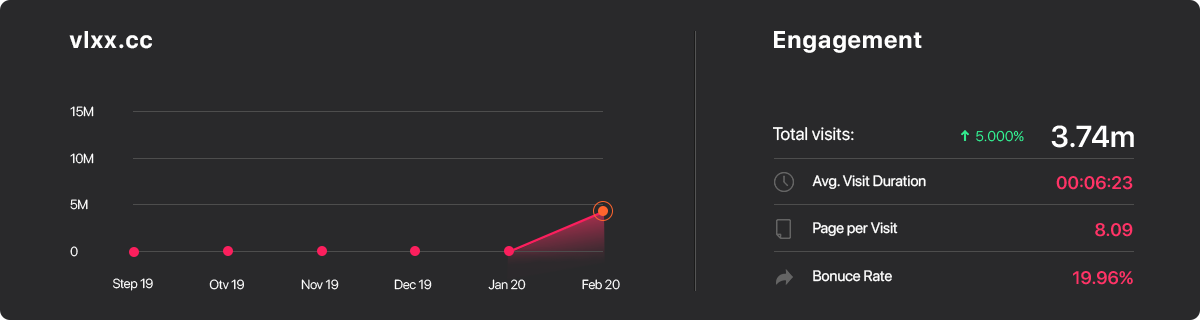 vlxx.cc
15M
10M
5M
0
Step 19
Otv 19
Nov 19
Dec 19
Jan 20
Feb 20
Engagement
Total visits: 5.000% 3.74m
Avg. Visit Duration 00:06:23
Page per Visit 8.09
Bonuce Rate 19.96%